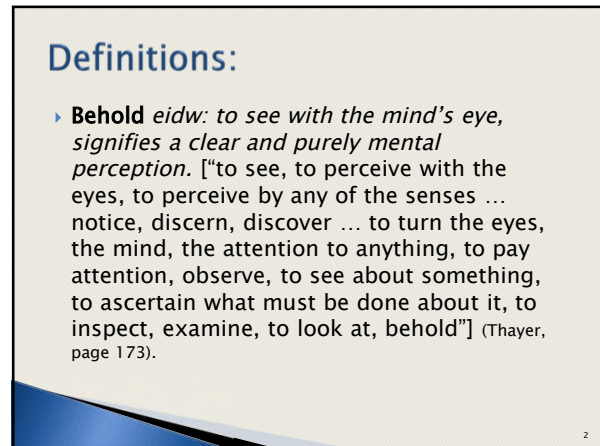 Definitions:
Behold eidw: to see with the mind's eye,
signifies a clear and purely mental
perception. ["to see, to perceive with the
eyes, to perceive by any of the senses …
notice, discern, discover … to turn the eyes,
the mind, the attention to anything, to pay
attention, observe, to see about something,
to ascertain what must be done about it, to
inspect, examine, to look at, behold"] (Thayer,
page 173).
2